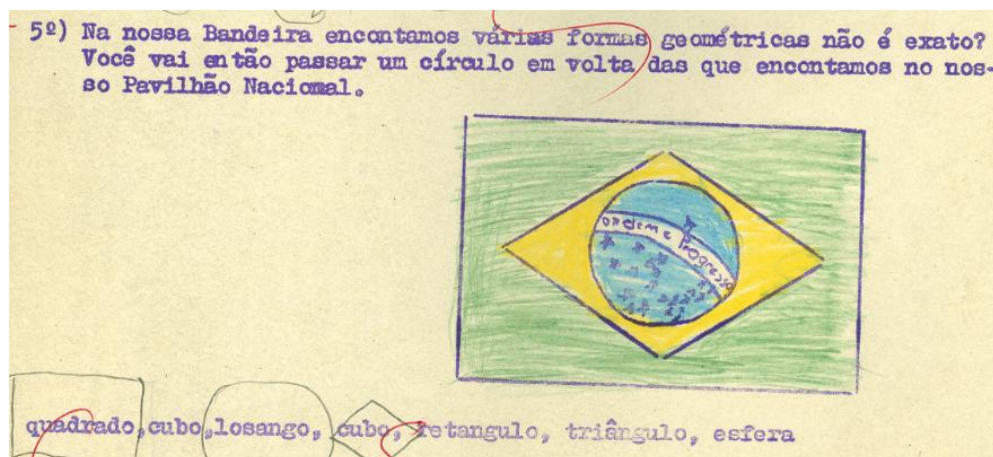 5º) Na nossa Bandeira encontamos várias formas geométricas não é exato?
Você vai então passar um círculo em volta das que encontamos no nos-
so Pavilhão Nacional.
ordem e Progresso
quadrado,cubo,losango, cubo, retangulo, triângulo, esfera